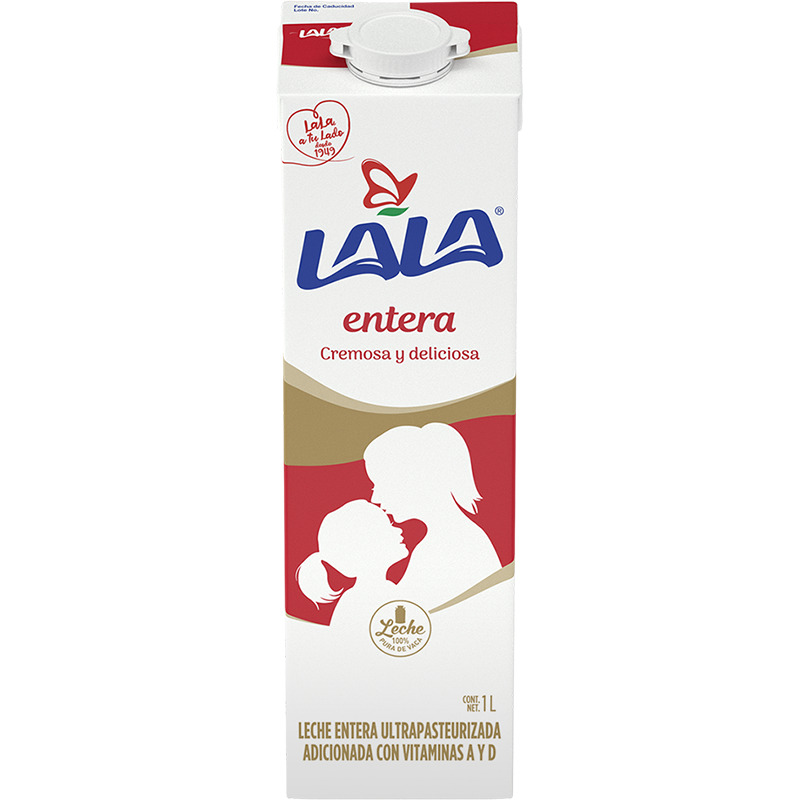 Fecha de Caducidad
Lote No.
LALA
LaLa
a tu Lado
desde
1949
LALA®
entera
Cremosa y deliciosa
Leche
100%
PURA DE VACA
CONT.
NET. 1 L
LECHE ENTERA ULTRAPASTEURIZADA
ADICIONADA CON VITAMINAS A Y D